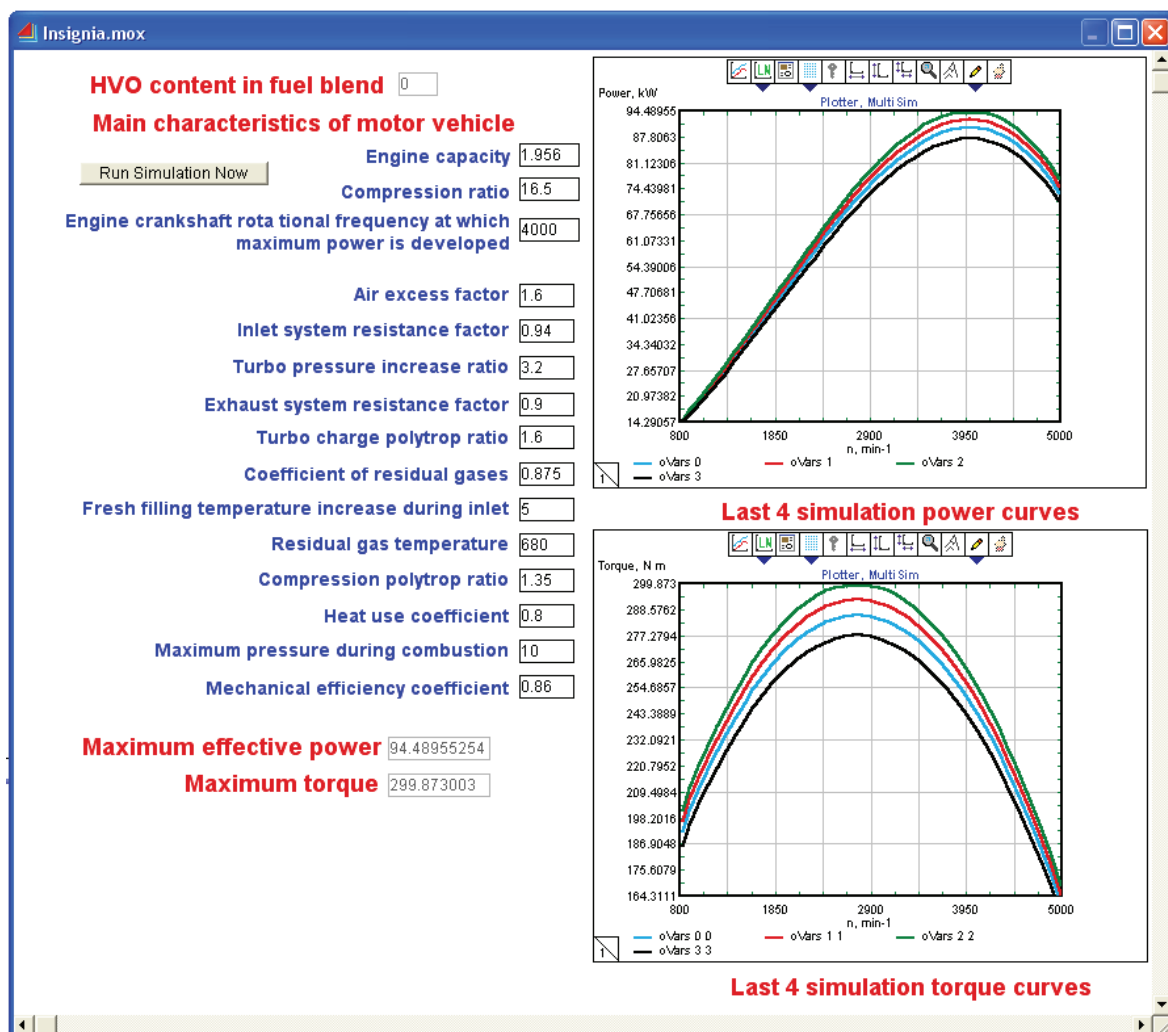 Insignia.mox
HVO content in fuel blend 0
Main characteristics of motor vehicle
Run Simulation Now
Engine capacity 1.956
Compression ratio 16.5
Engine crankshaft rota tional frequency at which
maximum power is developed 4000
Air excess factor 1.6
Inlet system resistance factor 0.94
Turbo pressure increase ratio 3.2
Exhaust system resistance factor 0.9
Turbo charge polytrop ratio 1.6
Coefficient of residual gases 0.875
Fresh filling temperature increase during inlet 5
Residual gas temperature 680
Compression polytrop ratio 1.35
Heat use coefficient 0.8
Maximum pressure during combustion 10
Mechanical efficiency coefficient 0.86
Maximum effective power 94.48955254
Maximum torque 299.873003
LN
Power, kW
Plotter, Multi Sim
94.48955
87.8063
81.12306
74.43981
67.75656
61.07331
54.39006
47.70681
41.02356
34.34032
27.65707
20.97382
14.29057
800 1850 2900 3950 5000
n, min-1
oVars 0 oVars 1 oVars 2
oVars 3
1
Last 4 simulation power curves
LN
Torque, N m
Plotter, Multi Sim
299.873
288.5762
277.2794
265.9825
254.6857
243.3889
232.0921
220.7952
209.4984
198.2016
186.9048
175.6079
164.3111
800 1850 2900 3950 5000
n, min-1
oVars 0 0 oVars 1 1 oVars 2 2
oVars 3 3
1
Last 4 simulation torque curves